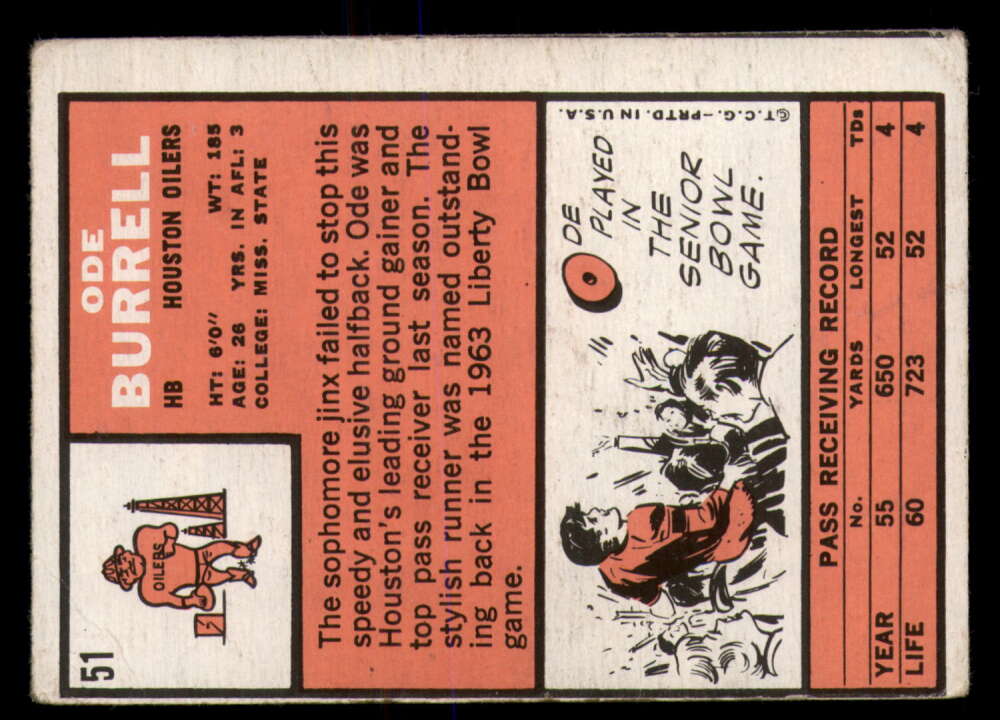 51
OILERS
ODE
BURRELL
HB HOUSTON OILERS
HT: 6'0" WT: 185
AGE: 26 YRS. IN AFL: 3
COLLEGE: MISS. STATE
The sophomore jinx failed to stop this
speedy and elusive halfback. Ode was
Houston's leading ground gainer and
top pass receiver last season. The
stylish runner was named outstand-
ing back in the 1963 Liberty Bowl
game.
©T.C.G.—PRTD. IN U.S.A.
ODE
PLAYED
IN
THE
SENIOR
BOWL
GAME.
PASS RECEIVING RECORD
No. YARDS LONGEST TDs
YEAR 55 650 52 4
LIFE 60 723 52 4